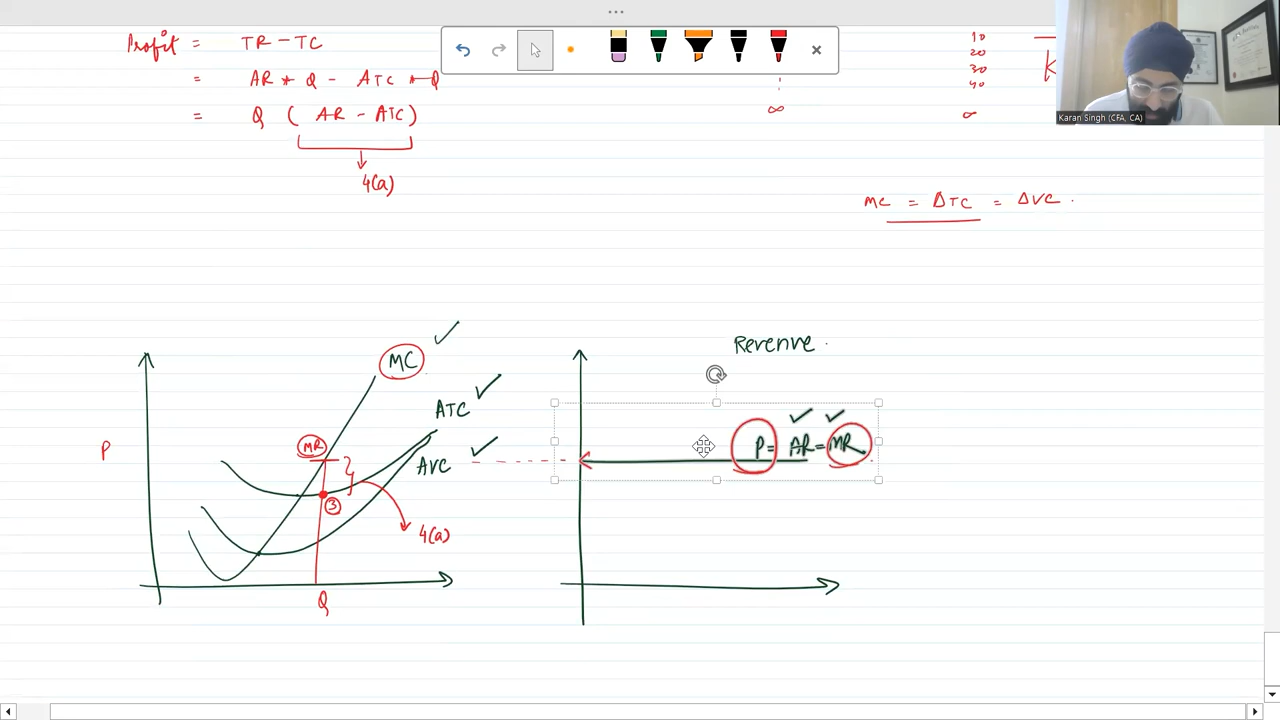 Profit = TR - TC
= AR * Q - ATC * Q
= Q ( AR - ATC )
4(a)
10
20
30
40
∞
∞
K
Karan Singh (CFA, CA)
MC = ΔTC = ΔVC.
MC
ATC
AVC
MR
P
3
4(a)
Q
Revenue.
P = AR = MR